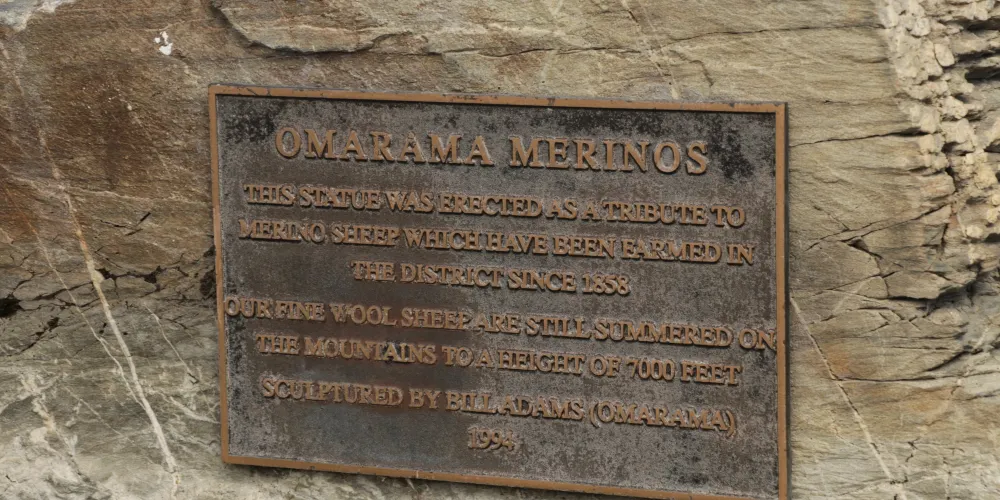 OMARAMA MERINOS
THIS STATUE WAS ERECTED AS A TRIBUTE TO
MERINO SHEEP WHICH HAVE BEEN FARMED IN
THE DISTRICT SINCE 1858
OUR FINE WOOL SHEEP ARE STILL SUMMERED ON
THE MOUNTAINS TO A HEIGHT OF 7000 FEET
SCULPTURED BY BILL ADAMS (OMARAMA)
1994